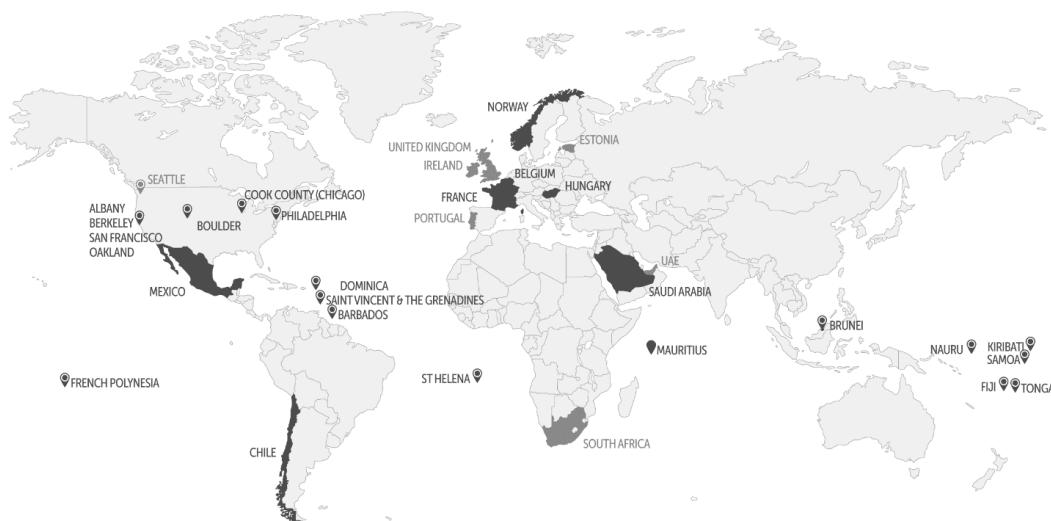 NORWAY
UNITED KINGDOM
ESTONIA
IRELAND
BELGIUM
SEATTLE
HUNGARY
COOK COUNTY (CHICAGO)
FRANCE
ALBANY
BERKELEY
SAN FRANCISCO
OAKLAND
BOULDER
PHILADELPHIA
PORTUGAL
UAE
MEXICO
DOMINICA
SAINT VINCENT & THE GRENADINES
BARBADOS
SAUDI ARABIA
BRUNEI
MAURITIUS
NAURU
KIRIBATI
SAMOA
FRENCH POLYNESIA
ST HELENA
FIJI
TONGA
SOUTH AFRICA
CHILE